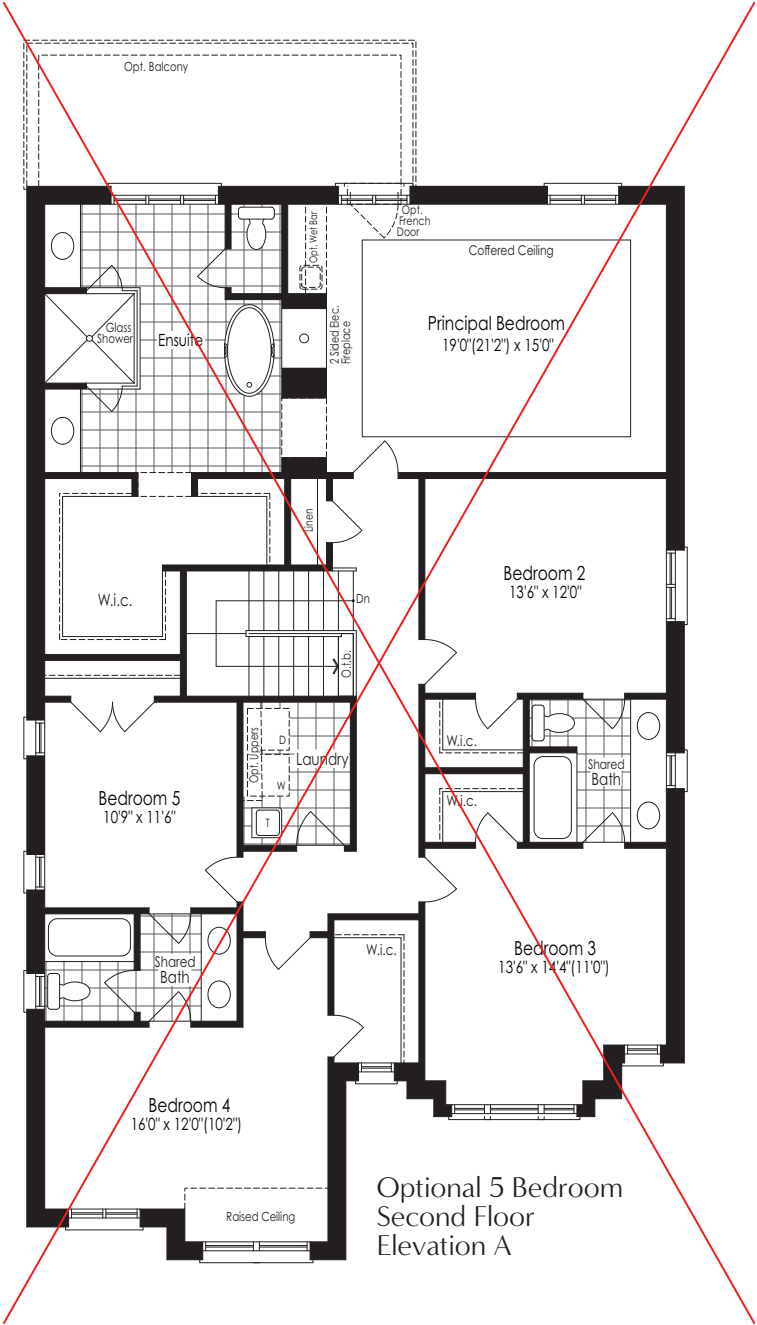 Opt. Balcony
Opt. Wet Bar
Opt.
French
Door
Coffered Ceiling
Glass
Shower
Ensuite
2 Sided Elec.
Fireplace
Principal Bedroom
19'0"(21'2") x 15'0"
Linen
W.i.c.
Dn
O.t.b.
Bedroom 2
13'6" x 12'0"
Opt. Uppers
D
W
T
Laundry
W.i.c.
Shared
Bath
W.i.c.
Bedroom 5
10'9" x 11'6"
Shared
Bath
W.i.c.
Bedroom 3
13'6" x 14'4"(11'0")
Bedroom 4
16'0" x 12'0"(10'2")
Raised Ceiling
Optional 5 Bedroom
Second Floor
Elevation A